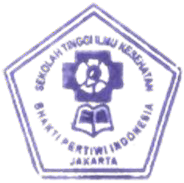 SEKOLAH TINGGI ILMU KESEHATAN
BHAKTI PERTIWI INDONESIA
JAKARTA